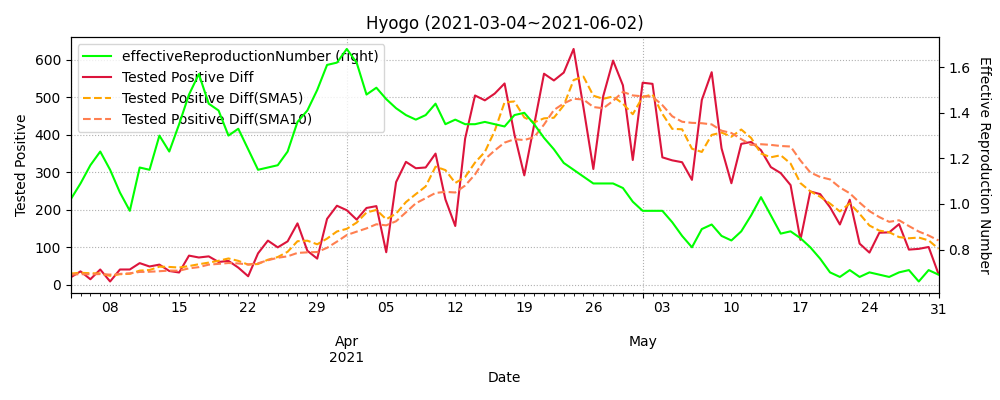 Hyogo (2021-03-04~2021-06-02)
effectiveReproductionNumber (right)
Tested Positive Diff
Tested Positive Diff(SMA5)
Tested Positive Diff(SMA10)
Tested Positive
600
500
400
300
200
100
0
1.6
1.4
1.2
1.0
0.8
Effective Reproduction Number
08 15 22 29 05 12 19 26 03 10 17 24 31
Apr May
2021
Date